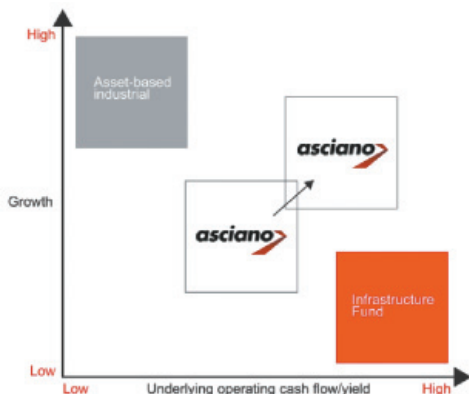 High
Asset-based
industrial
asciano
Growth
asciano
Infrastructure
Fund
Low
Low
Underlying operating cash flow/yield
High